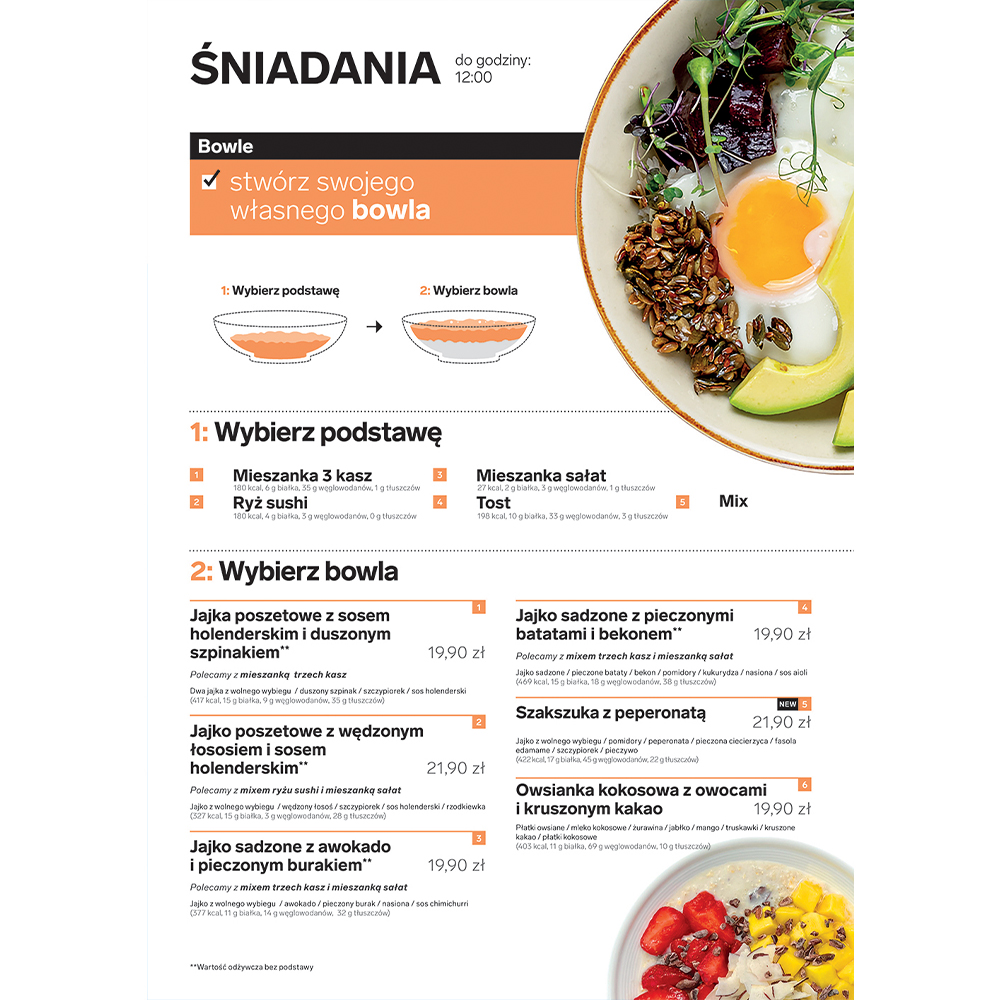 ŚNIADANIA
do godziny:
12:00
Bowle
stwórz swojego
własnego bowla
1: Wybierz podstawę
2: Wybierz bowla
1: Wybierz podstawę
1
Mieszanka 3 kasz
180 kcal, 6 g białka, 35 g węglowodanów, 1 g tłuszczów
2
Ryż sushi
180 kcal, 4 g białka, 3 g węglowodanów, 0 g tłuszczów
3
Mieszanka sałat
27 kcal, 2 g białka, 3 g węglowodanów, 1 g tłuszczów
4
Tost
198 kcal, 10 g białka, 33 g węglowodanów, 3 g tłuszczów
5
Mix
2: Wybierz bowla
1
Jajka poszetowe z sosem
holenderskim i duszonym
szpinakiem** 19,90 zł
Polecamy z mieszanką trzech kasz
Dwa jajka z wolnego wybiegu / duszony szpinak / szczypiorek / sos holenderski
(417 kcal, 15 g białka, 9 g węglowodanów, 35 g tłuszczów)
2
Jajko poszetowe z wędzonym
łososiem i sosem
holenderskim** 21,90 zł
Polecamy z mixem ryżu sushi i mieszanką sałat
Jajko z wolnego wybiegu / wędzony łosoś / szczypiorek / sos holenderski / rzodkiewka
(327 kcal, 15 g białka, 3 g węglowodanów, 28 g tłuszczów)
3
Jajko sadzone z awokado
i pieczonym burakiem** 19,90 zł
Polecamy z mixem trzech kasz i mieszanką sałat
Jajko z wolnego wybiegu / awokado / pieczony burak / nasiona / sos chimichurri
(377 kcal, 11 g białka, 14 g węglowodanów, 32 g tłuszczów)
4
Jajko sadzone z pieczonymi
batatami i bekonem** 19,90 zł
Polecamy z mixem trzech kasz i mieszanką sałat
Jajko sadzone / pieczone bataty / bekon / pomidory / kukurydza / nasiona / sos aioli
(469 kcal, 15 g białka, 18 g węglowodanów, 38 g tłuszczów)
NEW 5
Szakszuka z peperonatą
21,90 zł
Jajko z wolnego wybiegu / pomidory / peperonata / pieczona ciecierzyca / fasola
edamame / szczypiorek / pieczywo
(422 kcal, 17 g białka, 45 g węglowodanów, 22 g tłuszczów)
6
Owsianka kokosowa z owocami
i kruszonym kakao 19,90 zł
Płatki owsiane / mleko kokosowe / żurawina / jabłko / mango / truskawki / kruszone
kakao / płatki kokosowe
(403 kcal, 11 g białka, 69 g węglowodanów, 10 g tłuszczów)
**Wartość odżywcza bez podstawy